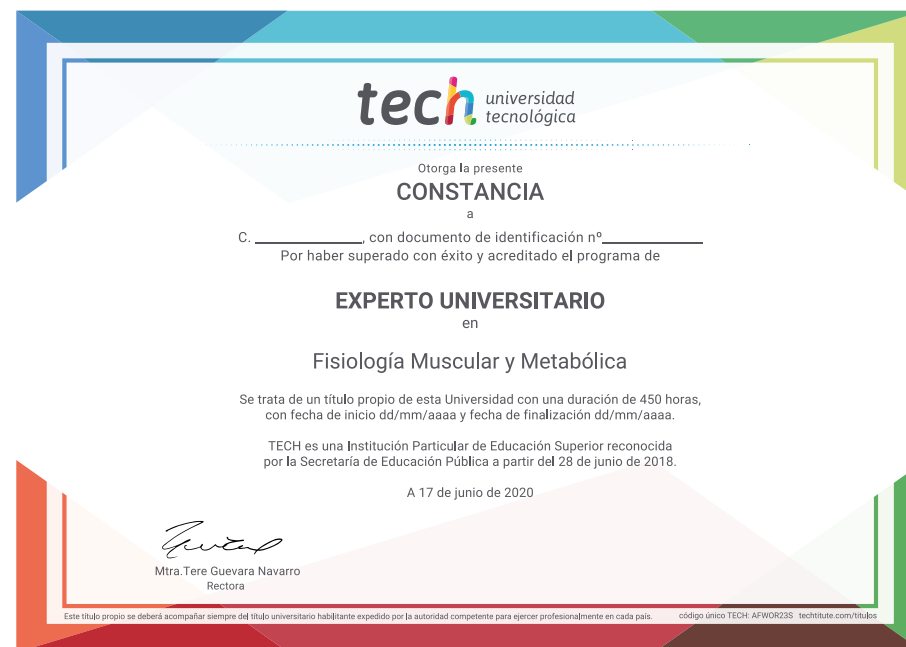 tech universidad
tecnológica
Otorga la presente
CONSTANCIA
a
C. ____________, con documento de identificación nº____________
Por haber superado con éxito y acreditado el programa de
EXPERTO UNIVERSITARIO
en
Fisiología Muscular y Metabólica
Se trata de un título propio de esta Universidad con una duración de 450 horas,
con fecha de inicio dd/mm/aaaa y fecha de finalización dd/mm/aaaa.
TECH es una Institución Particular de Educación Superior reconocida
por la Secretaría de Educación Pública a partir del 28 de junio de 2018.
A 17 de junio de 2020
Mtra.Tere Guevara Navarro
Rectora
Este título propio se deberá acompañar siempre del título universitario habilitante expedido por la autoridad competente para ejercer profesionalmente en cada país. código único TECH: AFWOR23S techtitute.com/titulos